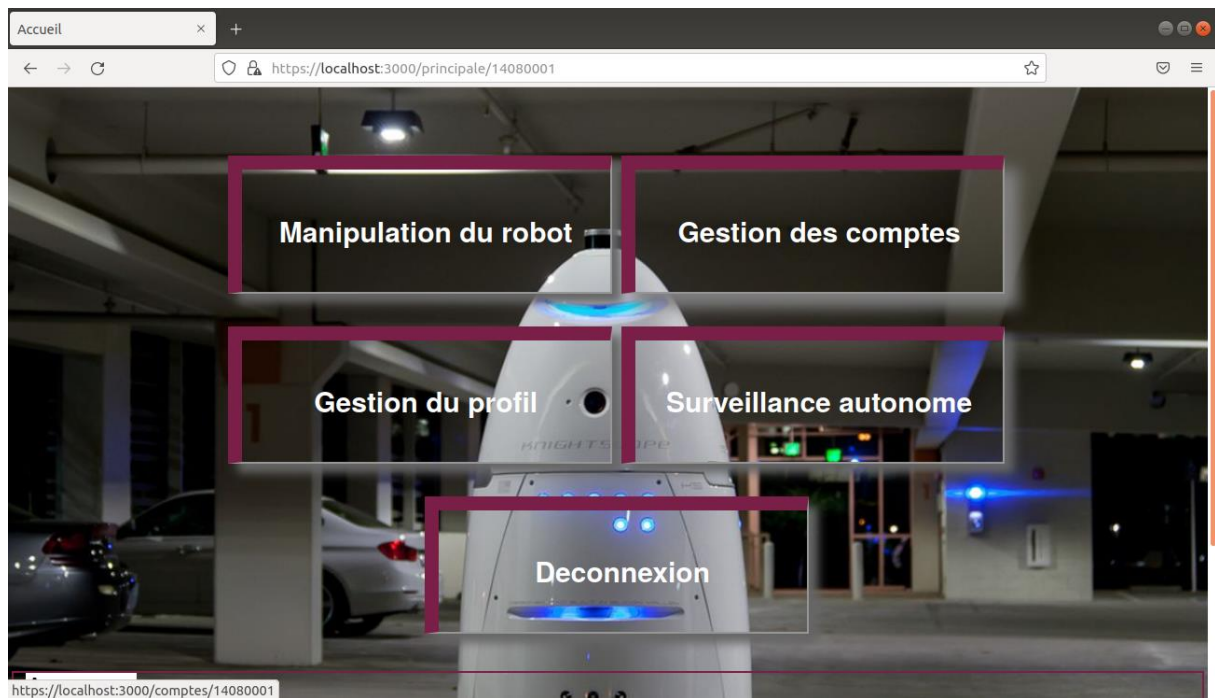 Accueil
https://localhost:3000/principale/14080001
Manipulation du robot
Gestion des comptes
Gestion du profil
Surveillance autonome
KNIGHTSCOPE
Deconnexion
https://localhost:3000/comptes/14080001